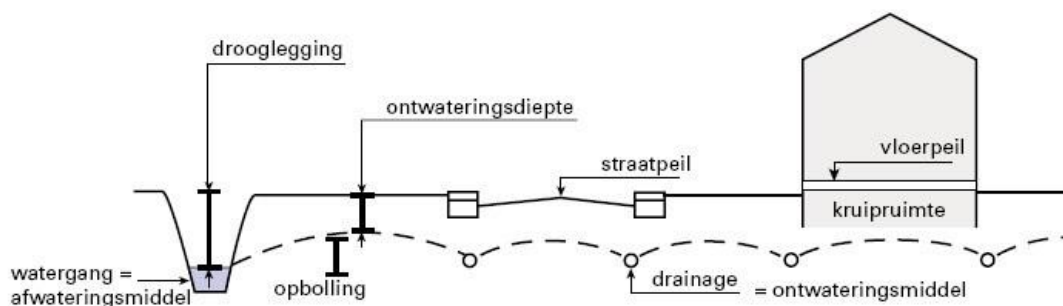 drooglegging
ontwateringsdiepte
straatpeil
vloerpeil
kruipruimte
watergang =
afwateringsmiddel
opbolling
drainage = ontwateringsmiddel